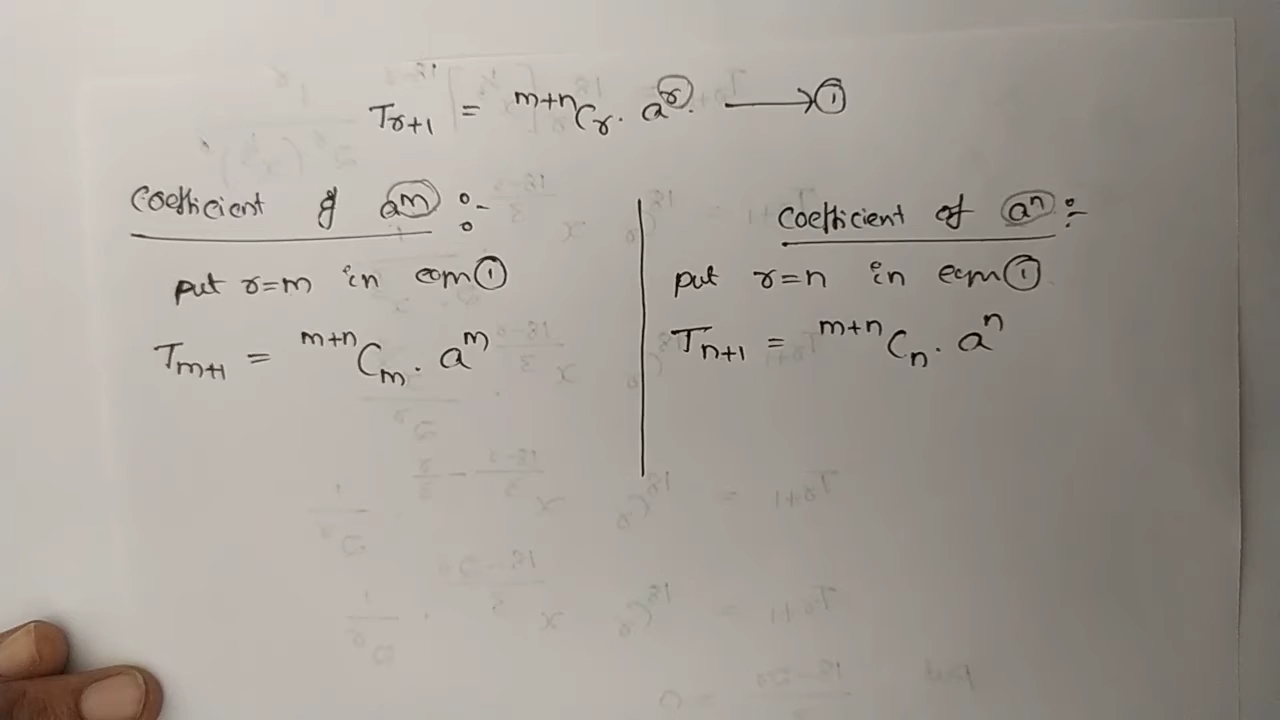 Tr+1 = m+nCr. a^r. → ①
coefficient of a^m :-
put r=m in eqn ①
Tm+1 = m+nCm. a^m
coefficient of a^n :-
put r=n in eqn ①
Tn+1 = m+nCn. a^n